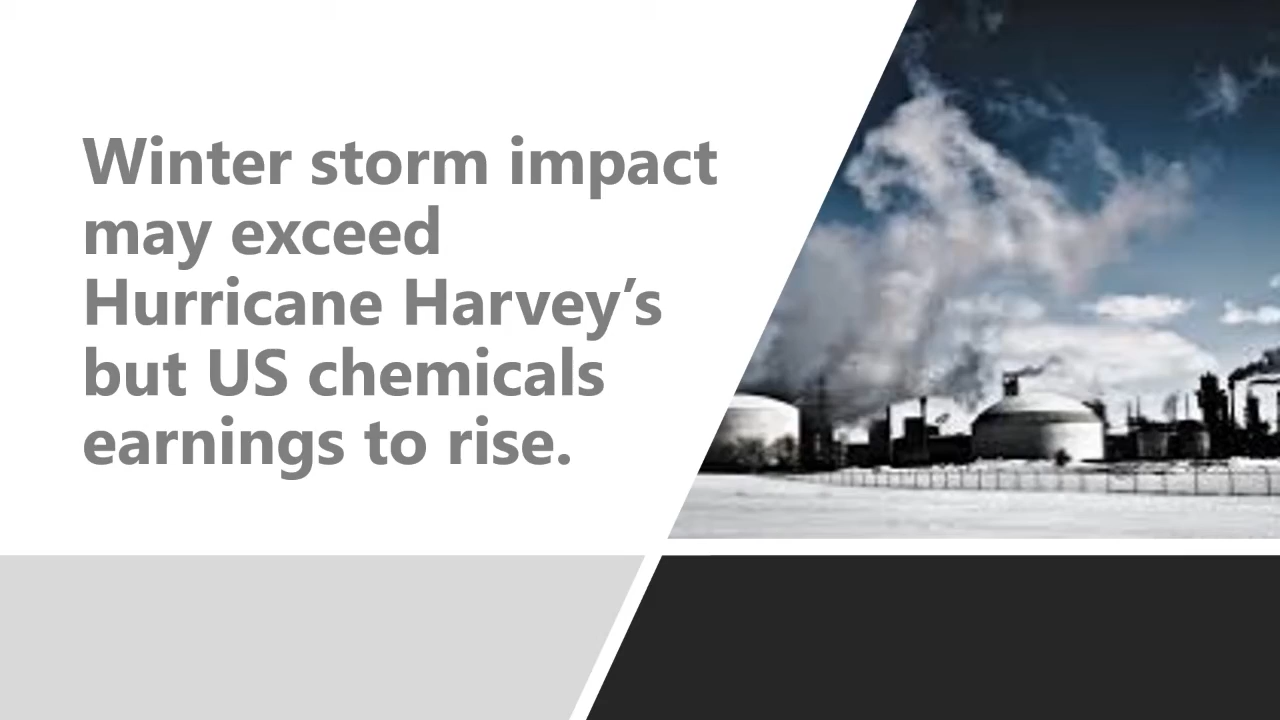 Winter storm impact
may exceed
Hurricane Harvey’s
but US chemicals
earnings to rise.